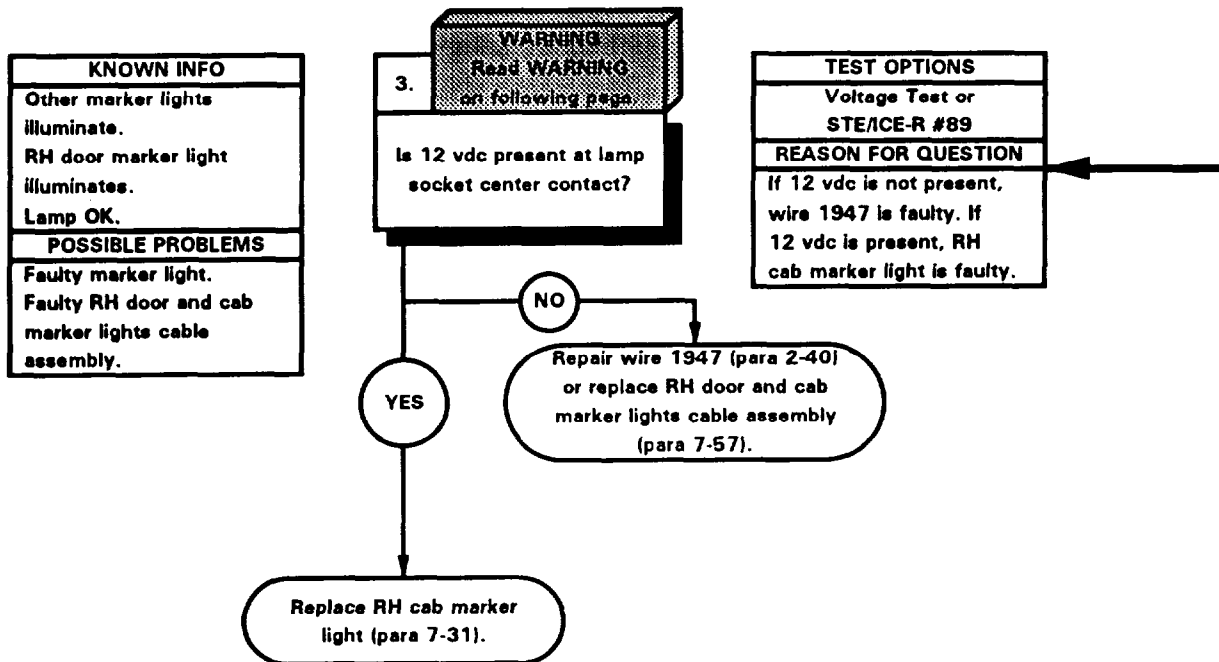 KNOWN INFO
Other marker lights
illuminate.
RH door marker light
illuminates.
Lamp OK.
POSSIBLE PROBLEMS
Faulty marker light.
Faulty RH door and cab
marker lights cable
assembly.
3.
WARNING
Read WARNING
on following page.
Is 12 vdc present at lamp
socket center contact?
TEST OPTIONS
Voltage Test or
STE/ICE-R #89
REASON FOR QUESTION
If 12 vdc is not present,
wire 1947 is faulty. If
12 vdc is present, RH
cab marker light is faulty.
NO
YES
Repair wire 1947 (para 2-40)
or replace RH door and cab
marker lights cable assembly
(para 7-57).
Replace RH cab marker
light (para 7-31).